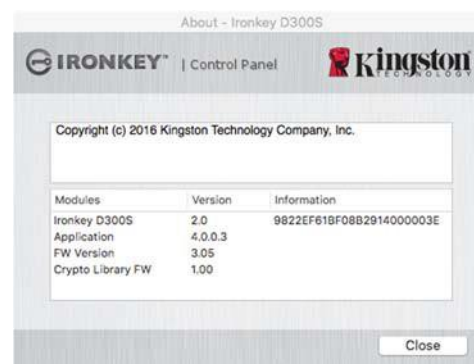 About - Ironkey D300S
IRONKEY™ | Control Panel
Kingston
TECHNOLOGY
Copyright (c) 2016 Kingston Technology Company, Inc.
Modules Version Information
Ironkey D300S 2.0 9822EF61BF08B2914000003E
Application 4.0.0.3
FW Version 3.05
Crypto Library FW 1.00
Close